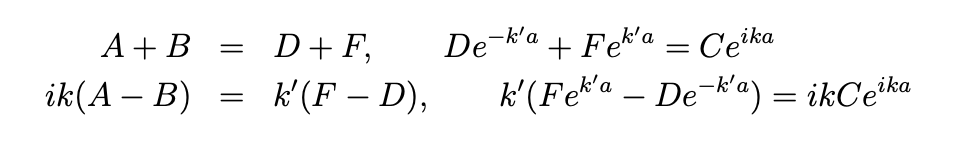 A + B = D + F, De^{-k'a} + Fe^{k'a} = Ce^{ika}
ik(A − B) = k'(F − D), k'(Fe^{k'a} − De^{-k'a}) = ikCe^{ika}